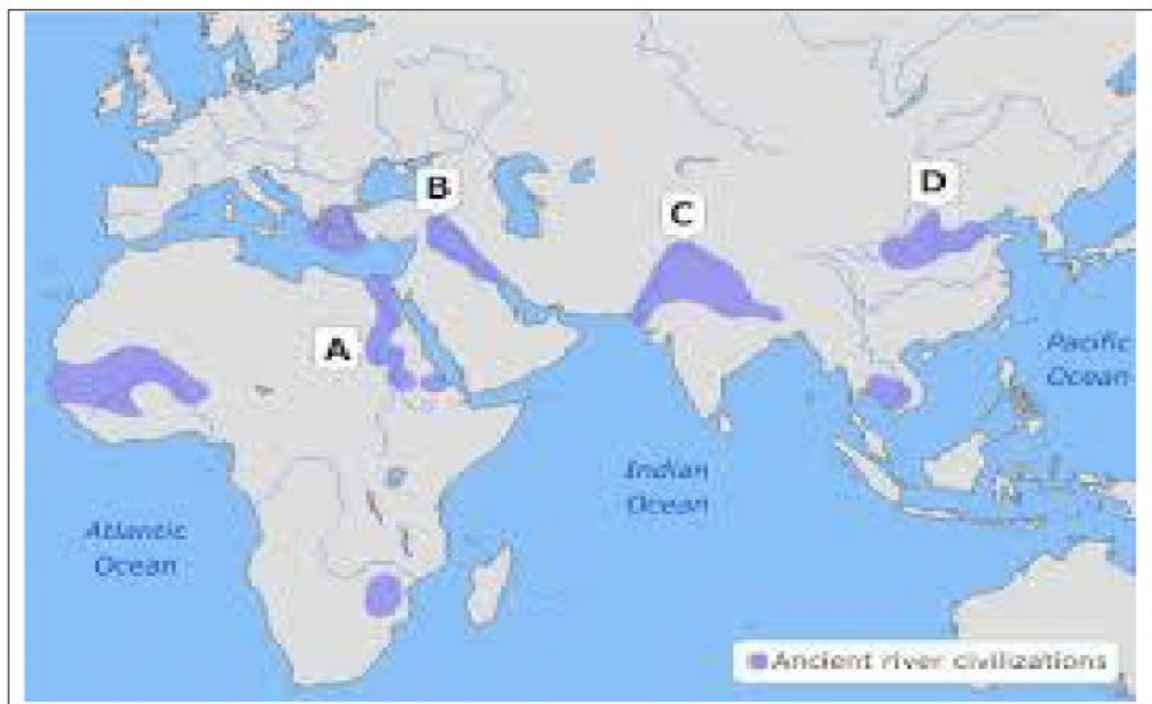 B
D
C
A
Pacific
Ocean
Indian
Ocean
Atlantic
Ocean
Ancient river civilizations